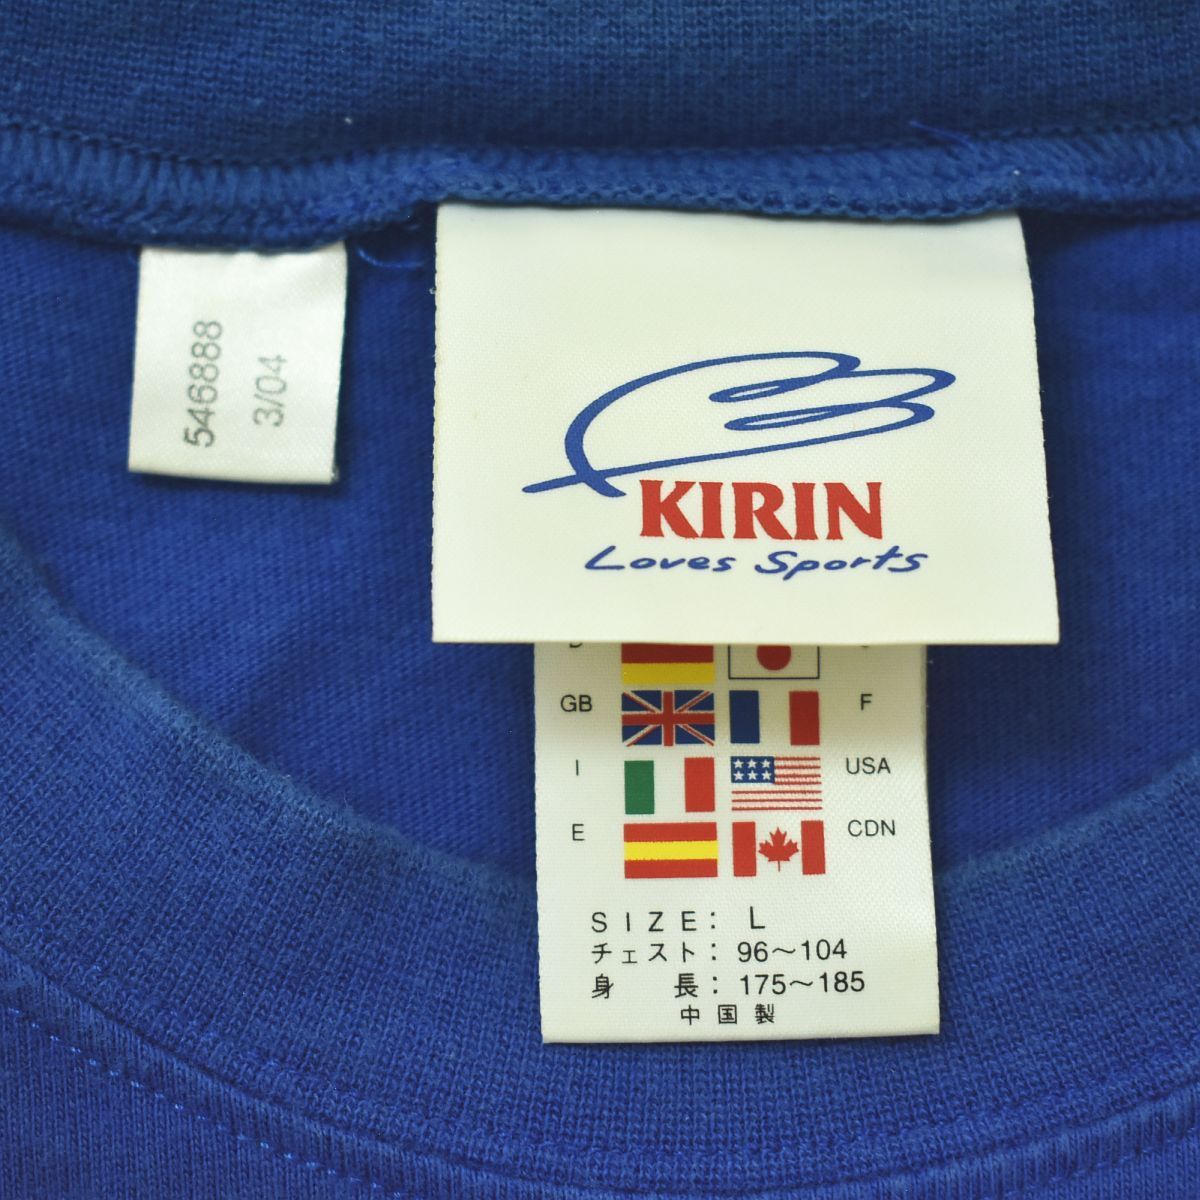 546888
3/04
KIRIN
Loves Sports
GB F
I USA
E CDN
SIZE: L
チェスト: 96～104
身 長: 175～185
中国製